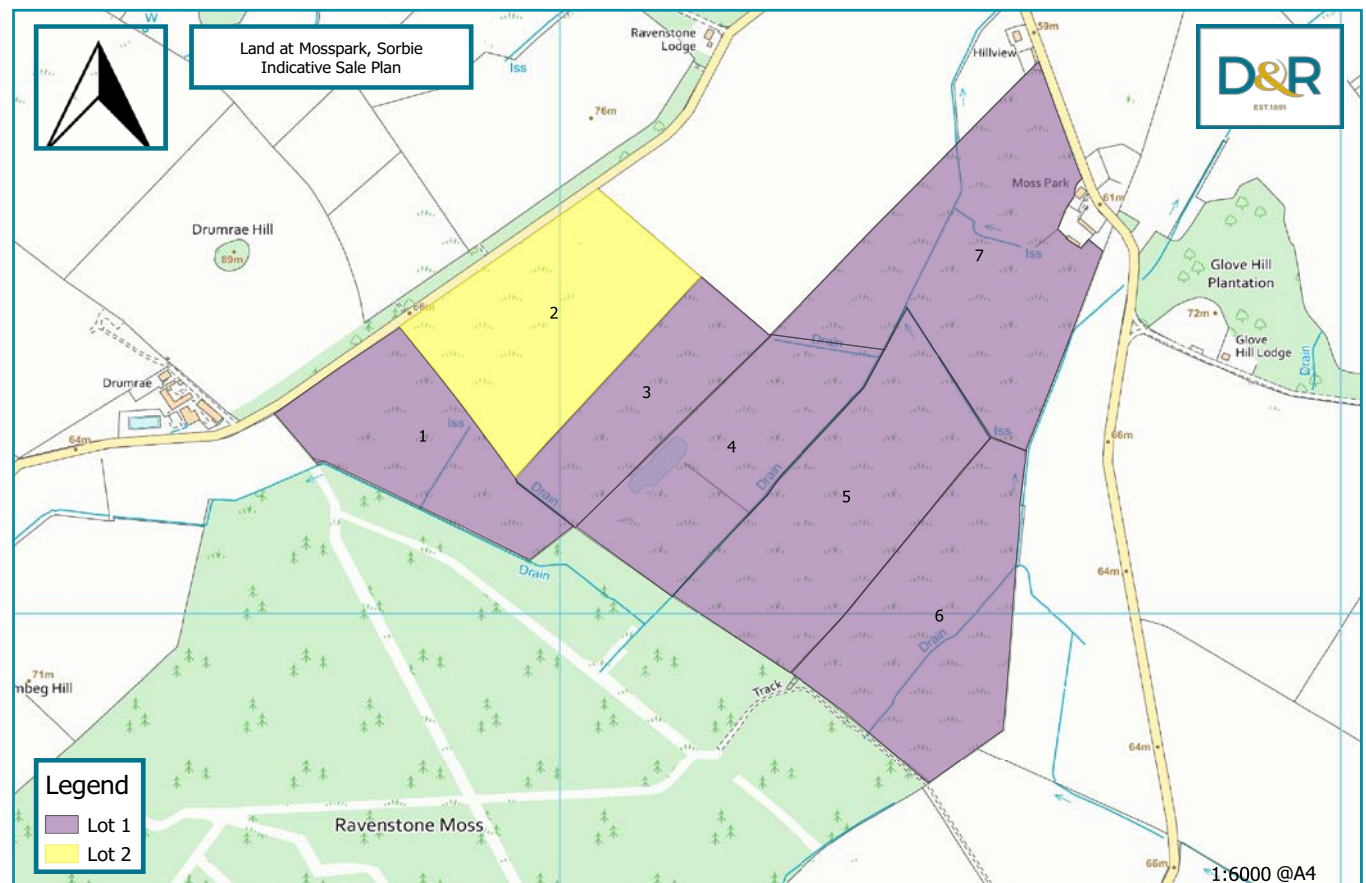 W
Iss
Land at Mosspark, Sorbie
Indicative Sale Plan
Ravenstone
Lodge
59m
Hillview
D&R
EST.1891
76m
Moss Park
61m
Drumrae Hill
89m
Iss
7
Glove Hill
Plantation
2
66m
72m
Drain
Glove
Hill Lodge
Drain
Drumrae
3
64m
1
Iss
4
Iss
66m
Drain
Drain
5
Drain
64m
6
Drain
71m
mbeg Hill
Track
64m
Legend
Lot 1
Lot 2
Ravenstone Moss
66m
1:6000 @A4